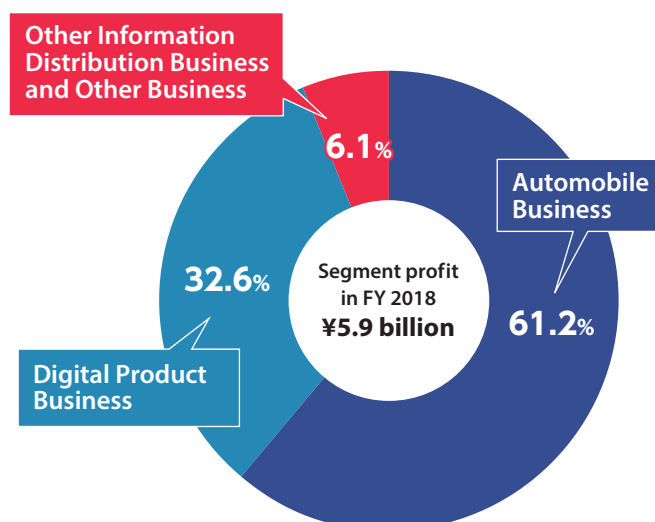 Other Information
Distribution Business
and Other Business
6.1%
Automobile
Business
61.2%
32.6%
Digital Product
Business
Segment profit
in FY 2018
¥5.9 billion